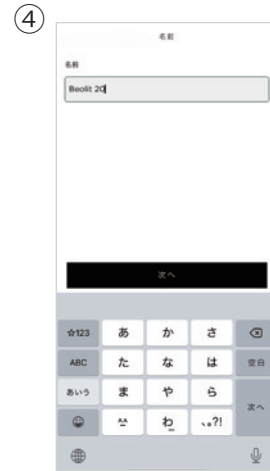 ④
名前
名前
Beolit 20
次へ
☆123 あ か さ
ABC た な は 空白
あいう ま や ら 次へ
^^ わ_ 、。?!